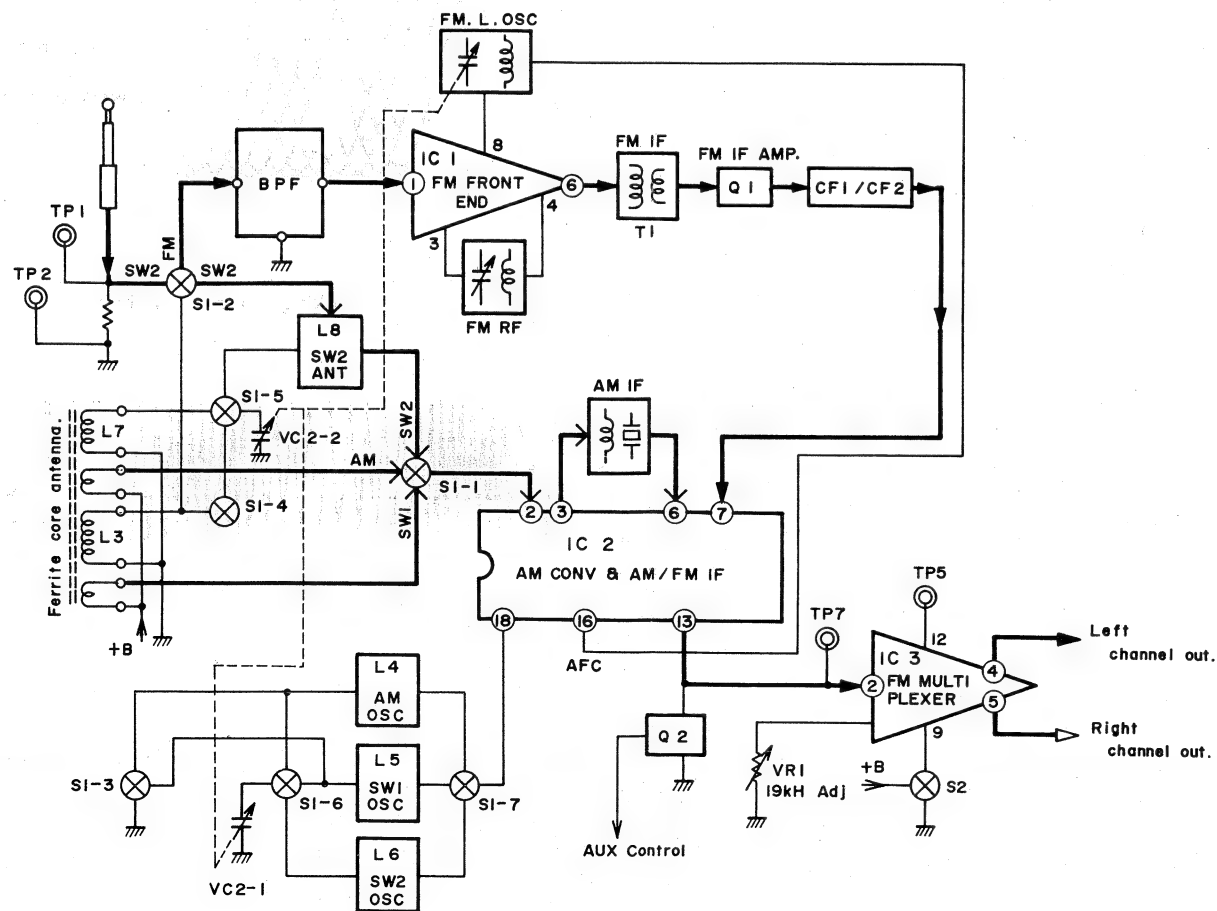 FM. L. OSC
8
IC 1
FM FRONT
END
1
6
4
3
FM RF
BPF
FM IF
T1
FM IF AMP.
Q1
CF1/CF2
TP1
TP2
FM
SW2
SW2
S1-2
L8
SW2
ANT
S1-5
VC2-2
SW2
AM
S1-1
SW1
S1-4
L7
L3
Ferrite core antenna.
+B
AM IF
2
3
6
7
IC 2
AM CONV & AM/FM IF
18
16
13
AFC
TP7
TP5
12
IC 3
FM MULTI
PLEXER
2
4
5
9
Left
channel out.
Right
channel out.
L4
AM
OSC
L5
SW1
OSC
L6
SW2
OSC
S1-3
S1-6
S1-7
VC2-1
Q2
AUX Control
VR1
19kH Adj
+B
S2